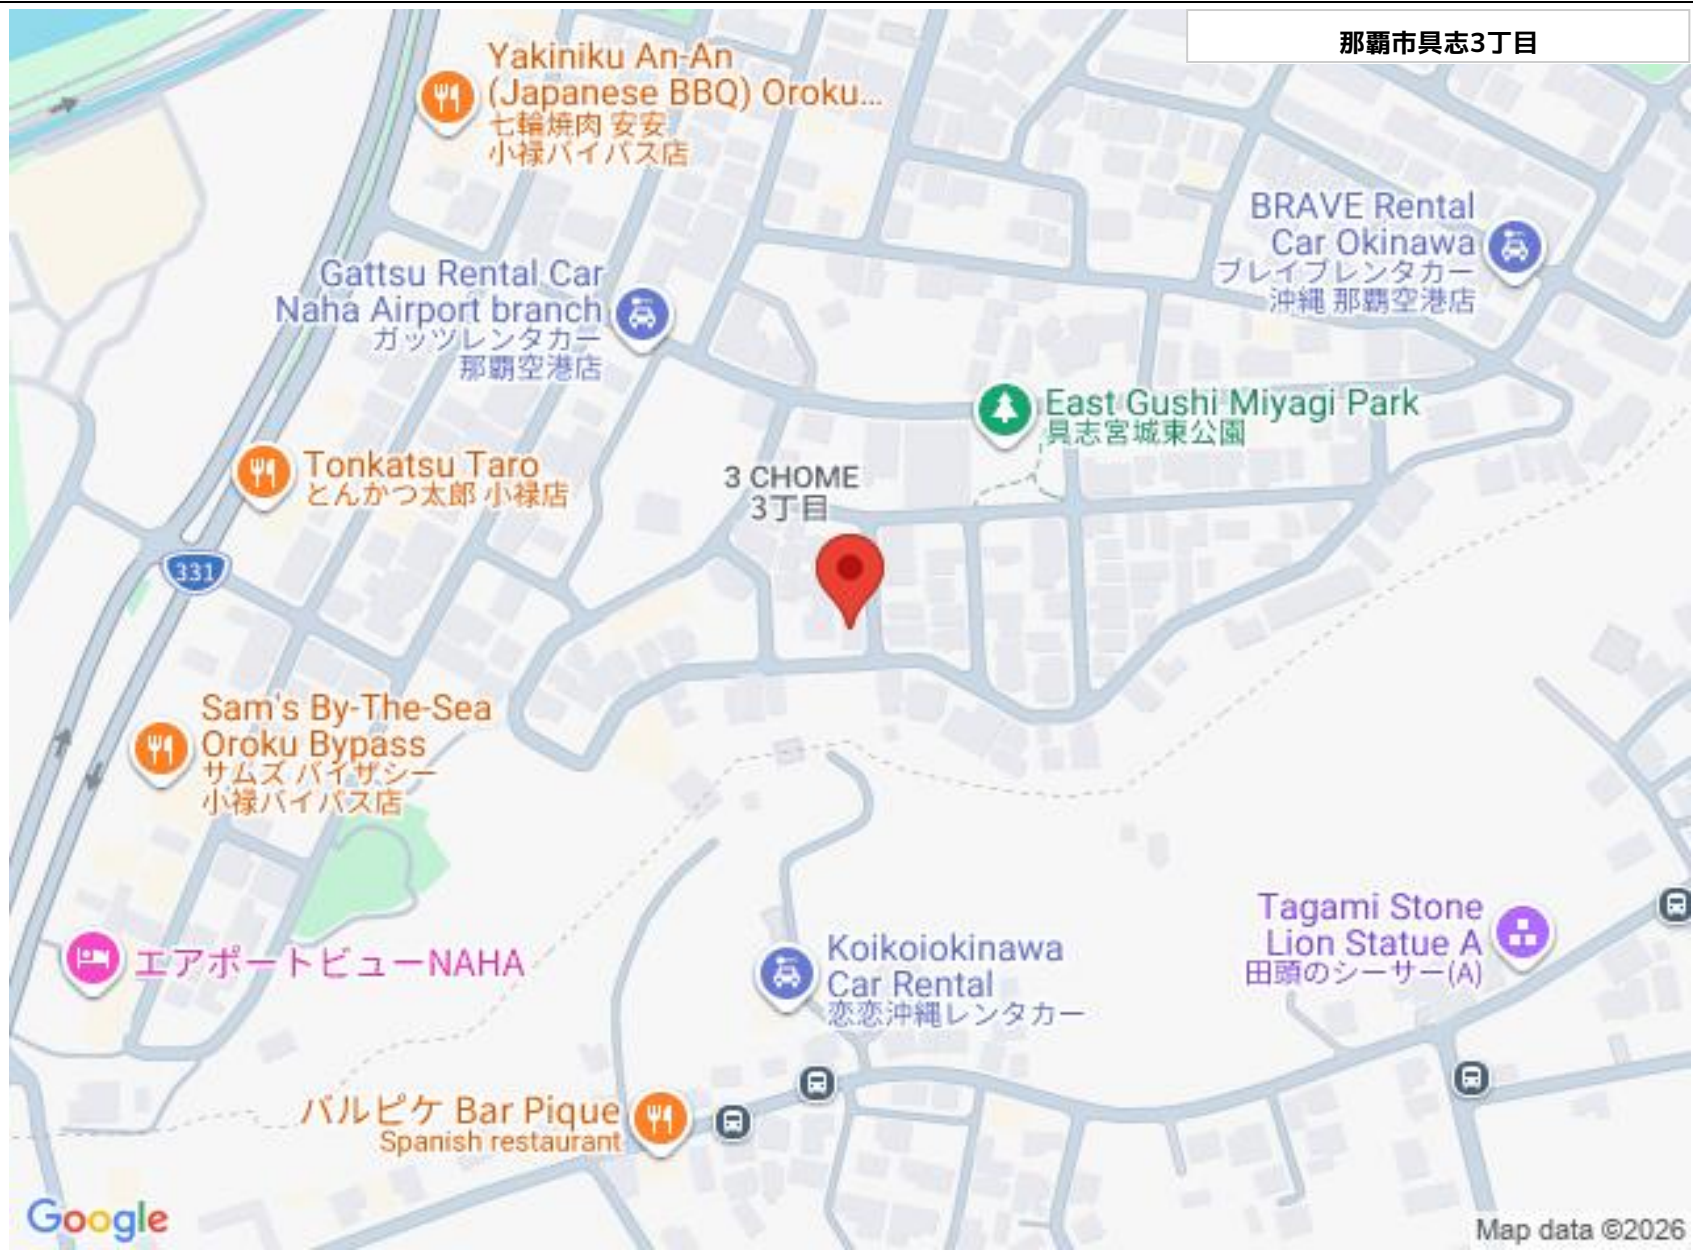 那覇市具志3丁目
Yakiniku An-An
(Japanese BBQ) Oroku...
七輪焼肉 安安
小禄バイパス店
BRAVE Rental
Car Okinawa
ブレイブレンタカー
沖縄 那覇空港店
Gattsu Rental Car
Naha Airport branch
ガッツレンタカー
那覇空港店
East Gushi Miyagi Park
具志宮城東公園
Tonkatsu Taro
とんかつ太郎 小禄店
3 CHOME
3丁目
331
Sam's By-The-Sea
Oroku Bypass
サムズ バイザシー
小禄バイパス店
Tagami Stone
Lion Statue A
田頭のシーサー(A)
エアポートビューNAHA
Koikoiokinawa
Car Rental
恋恋沖縄レンタカー
バルピケ Bar Pique
Spanish restaurant
Google
Map data ©2026